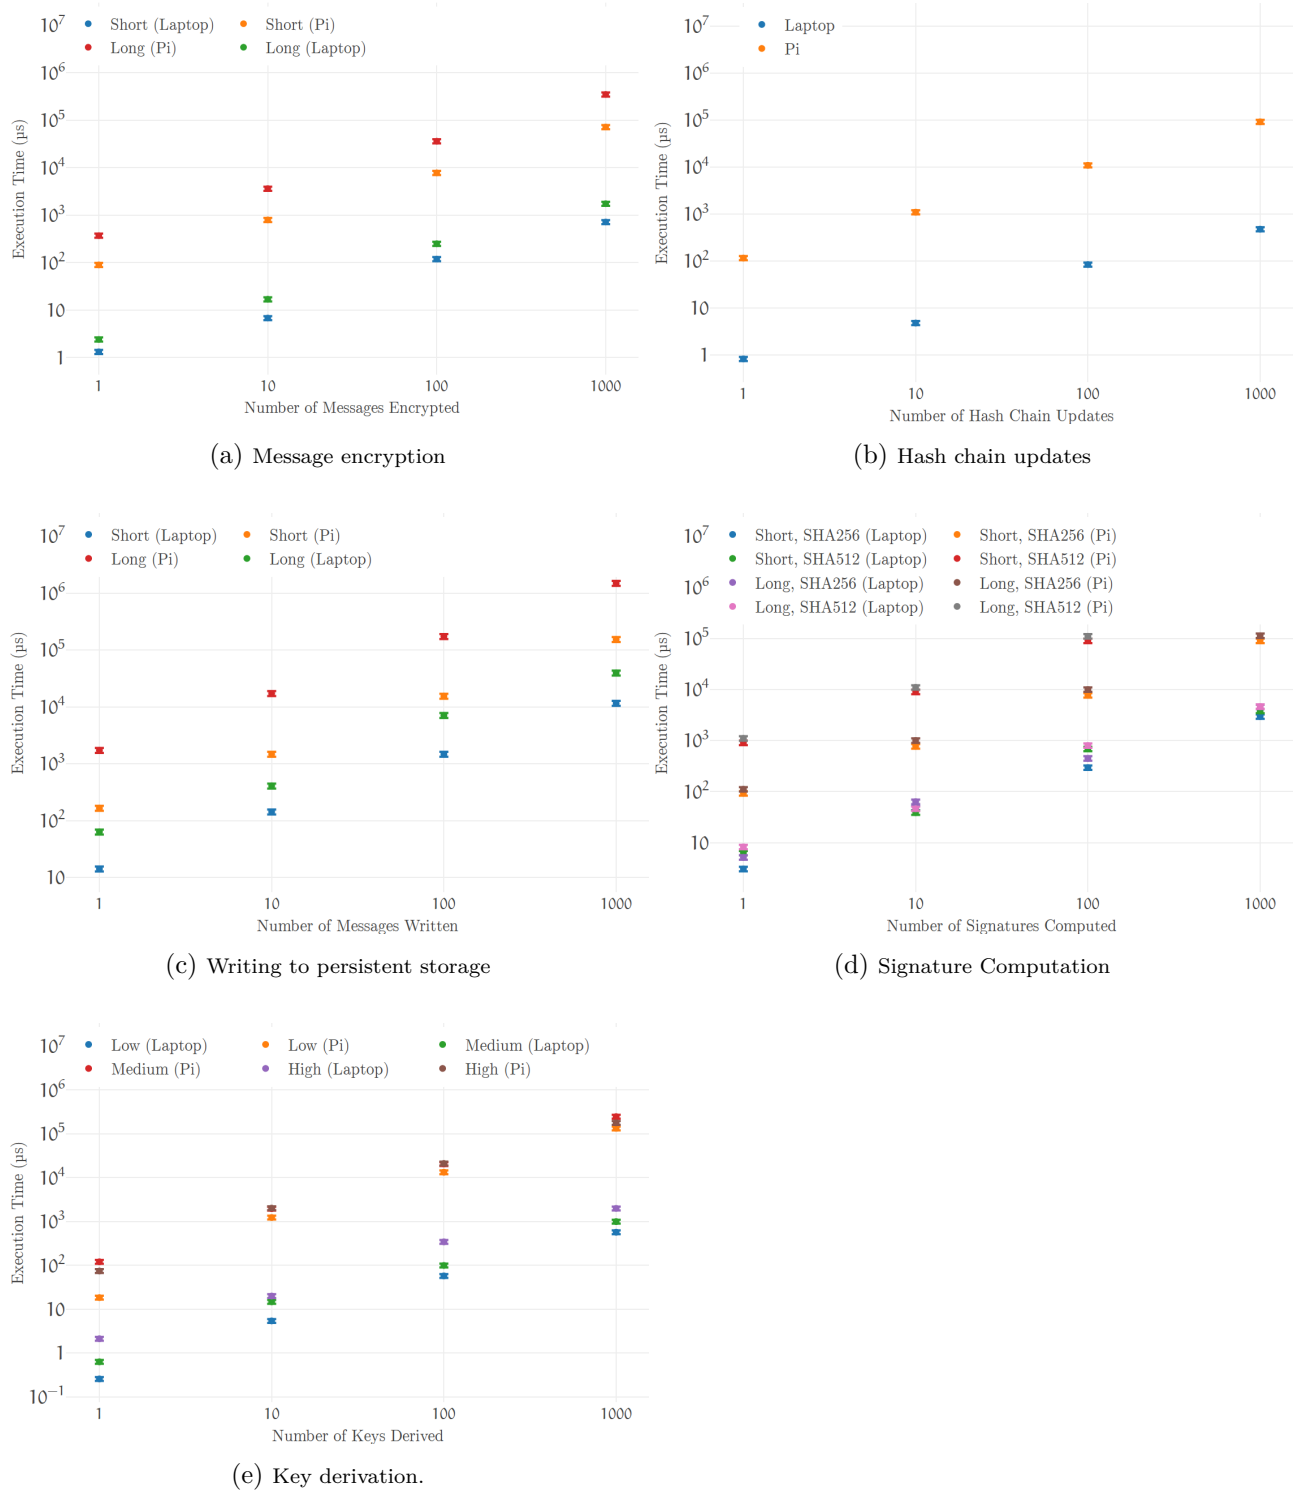 10^7
Short (Laptop) Short (Pi)
Long (Pi) Long (Laptop)
10^6
10^5
10^4
10^3
10^2
10
1
Execution Time (µs)
1 10 100 1000
Number of Messages Encrypted
(a) Message encryption
10^7
Laptop
Pi
10^6
10^5
10^4
10^3
10^2
10
1
Execution Time (µs)
1 10 100 1000
Number of Hash Chain Updates
(b) Hash chain updates
10^7
Short (Laptop) Short (Pi)
Long (Pi) Long (Laptop)
10^6
10^5
10^4
10^3
10^2
10
Execution Time (µs)
1 10 100 1000
Number of Messages Written
(c) Writing to persistent storage
10^7
Short, SHA256 (Laptop) Short, SHA256 (Pi)
Short, SHA512 (Laptop) Short, SHA512 (Pi)
10^6
Long, SHA256 (Laptop) Long, SHA256 (Pi)
Long, SHA512 (Laptop) Long, SHA512 (Pi)
10^5
10^4
10^3
10^2
10
Execution Time (µs)
1 10 100 1000
Number of Signatures Computed
(d) Signature Computation
10^7
Low (Laptop) Low (Pi) Medium (Laptop)
Medium (Pi) High (Laptop) High (Pi)
10^6
10^5
10^4
10^3
10^2
10
1
10^−1
Execution Time (µs)
1 10 100 1000
Number of Keys Derived
(e) Key derivation.